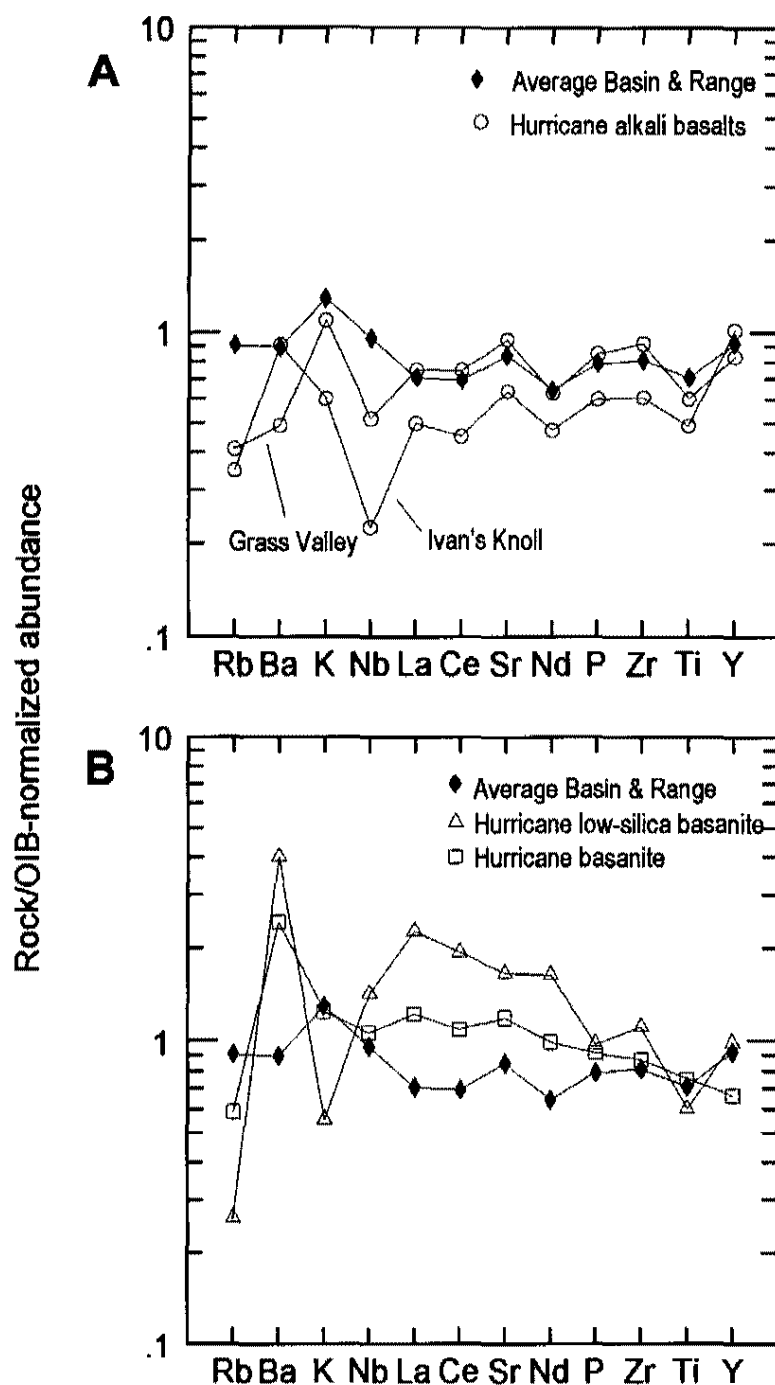 A
10
Average Basin & Range
Hurricane alkali basalts
1
Grass Valley
Ivan's Knoll
.1
Rb Ba K Nb La Ce Sr Nd P Zr Ti Y
Rock/OIB-normalized abundance
B
10
Average Basin & Range
Hurricane low-silica basanite
Hurricane basanite
1
.1
Rb Ba K Nb La Ce Sr Nd P Zr Ti Y